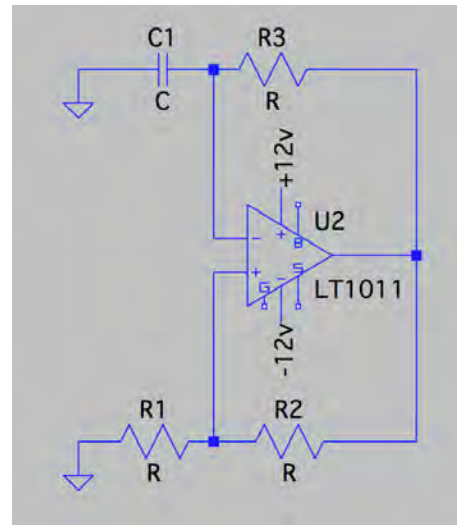 C1 R3
C R
+12v
U2
- + B
+ G - S
LT1011
-12v
R1 R2
R R